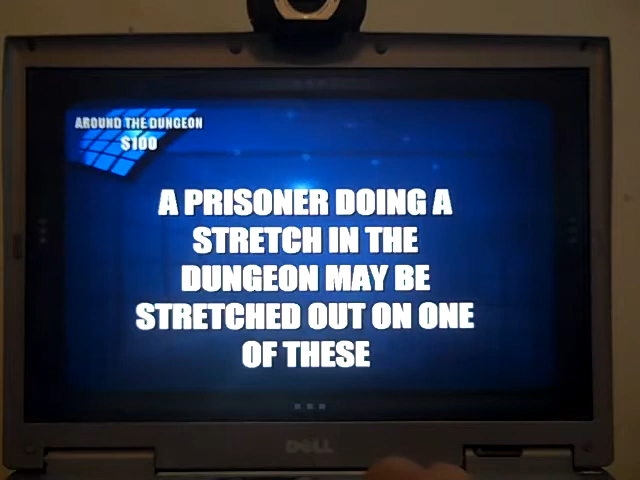 AROUND THE DUNGEON
$100
A PRISONER DOING A
STRETCH IN THE
DUNGEON MAY BE
STRETCHED OUT ON ONE
OF THESE
DELL